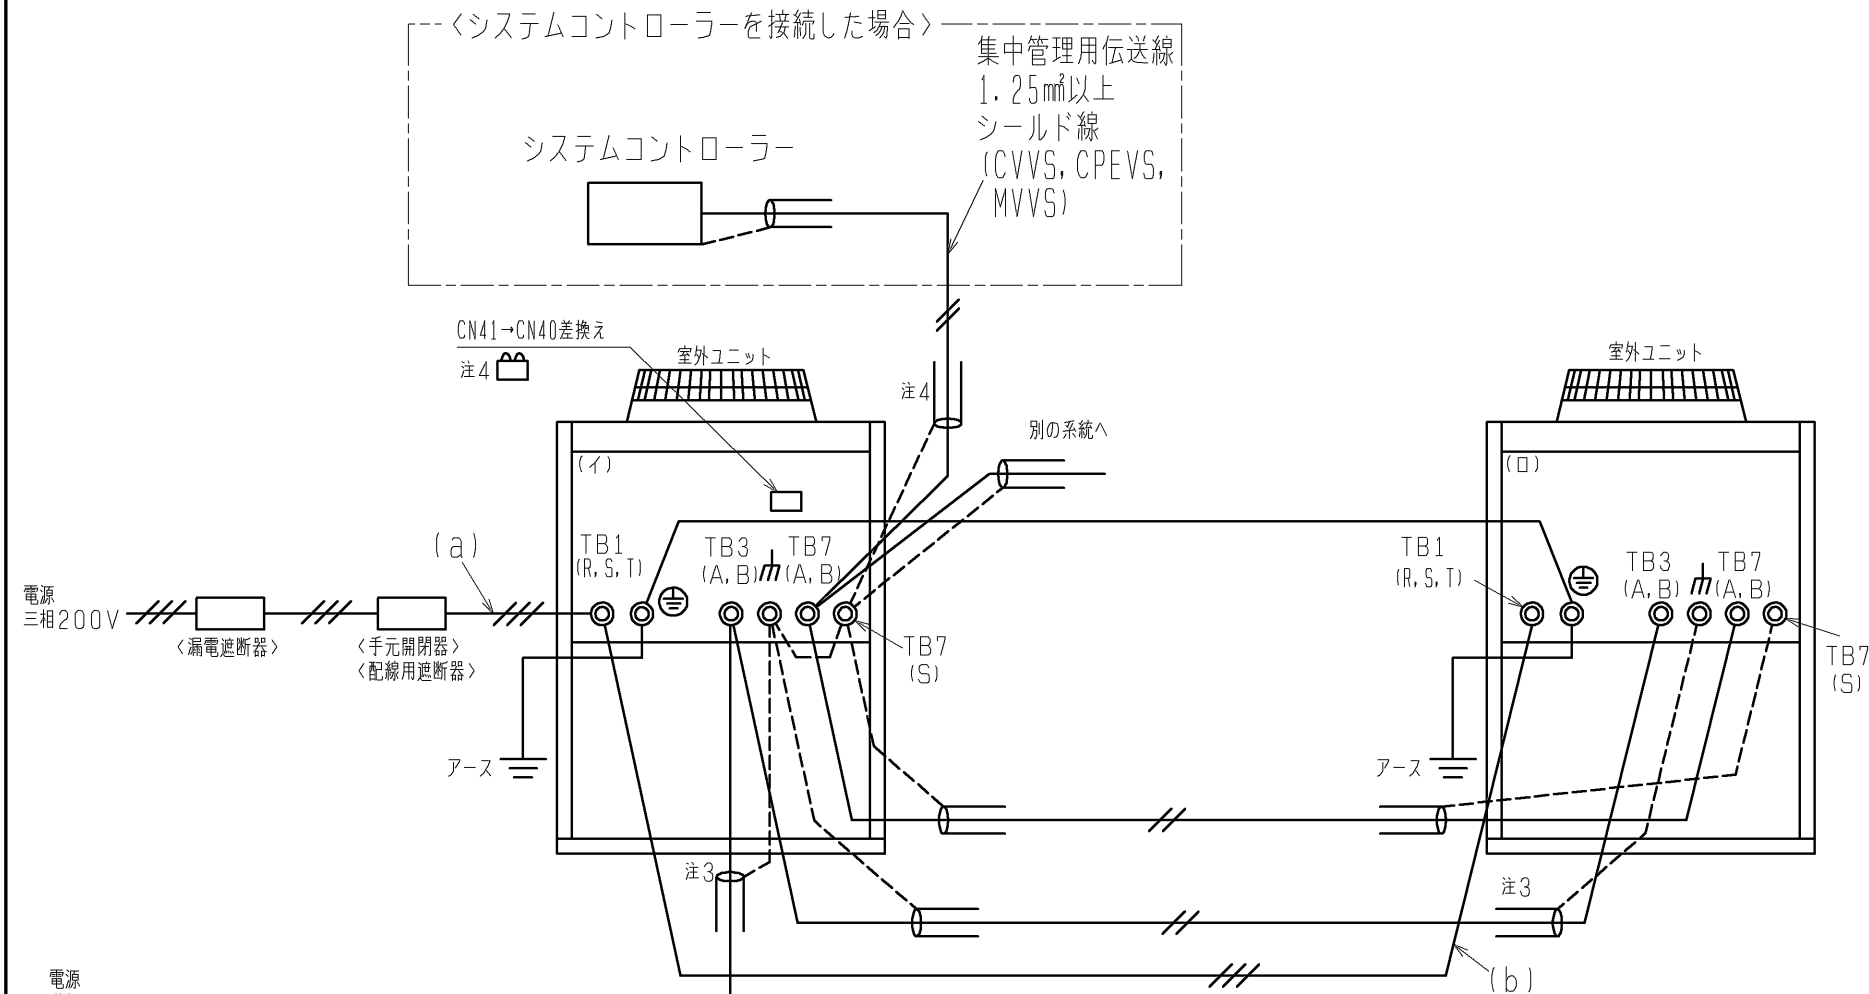 〈システムコントローラーを接続した場合〉
集中管理用伝送線
1.25m㎡以上
シールド線
(CVVS, CPEVS,
MVVS)
システムコントローラー
CN41→CN40差換え
注4
室外ユニット
注4
別の系統へ
室外ユニット
(イ)
(ロ)
(a)
TB1
(R, S, T)
TB3
(A, B)
TB7
(A, B)
TB1
(R, S, T)
TB3
(A, B)
TB7
(A, B)
電源
三相200V
〈漏電遮断器〉
〈手元開閉器〉
〈配線用遮断器〉
TB7
(S)
TB7
(S)
アース
アース
注3
注3
(b)
電源